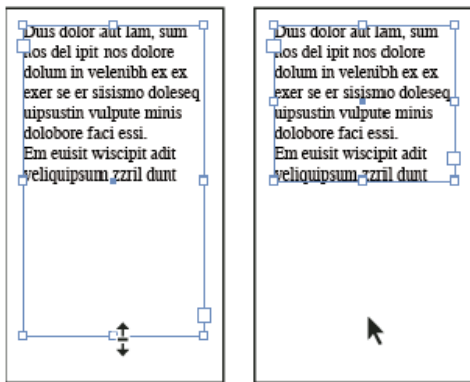 Duis dolor aut lam, sum
nos del ipit nos dolore
dolum in velenibh ex ex
exer se er sisismo doleseq
uipsustin vulpute minis
dolobore faci essi.
Em euisit wiscipit adit
veliquipsum zzril dunt
Duis dolor aut lam, sum
nos del ipit nos dolore
dolum in velenibh ex ex
exer se er sisismo doleseq
uipsustin vulpute minis
dolobore faci essi.
Em euisit wiscipit adit
veliquipsum zzril dunt